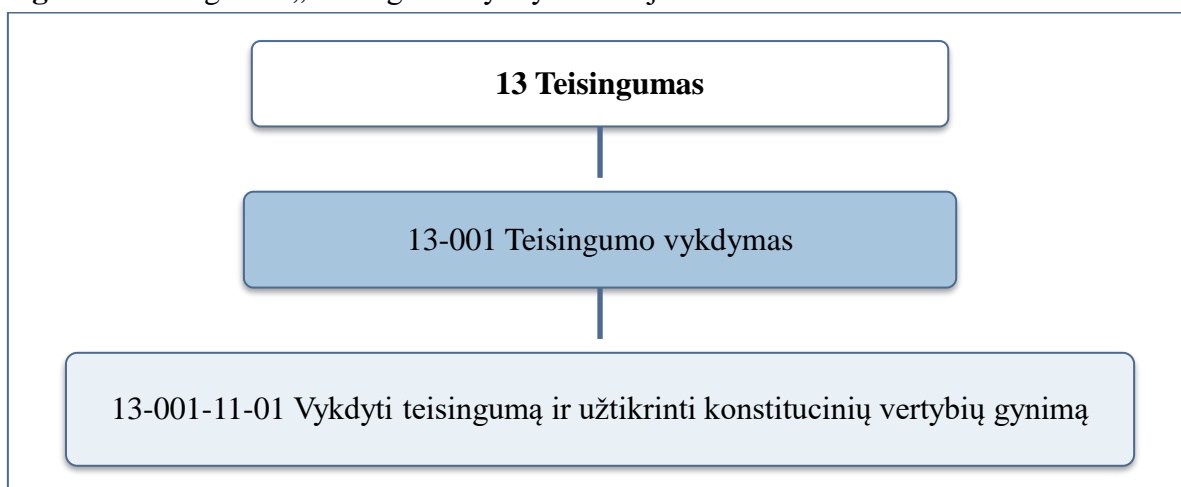 13 Teisingumas
13-001 Teisingumo vykdymas
13-001-11-01 Vykdyti teisingumą ir užtikrinti konstitucinių vertybių gynimą